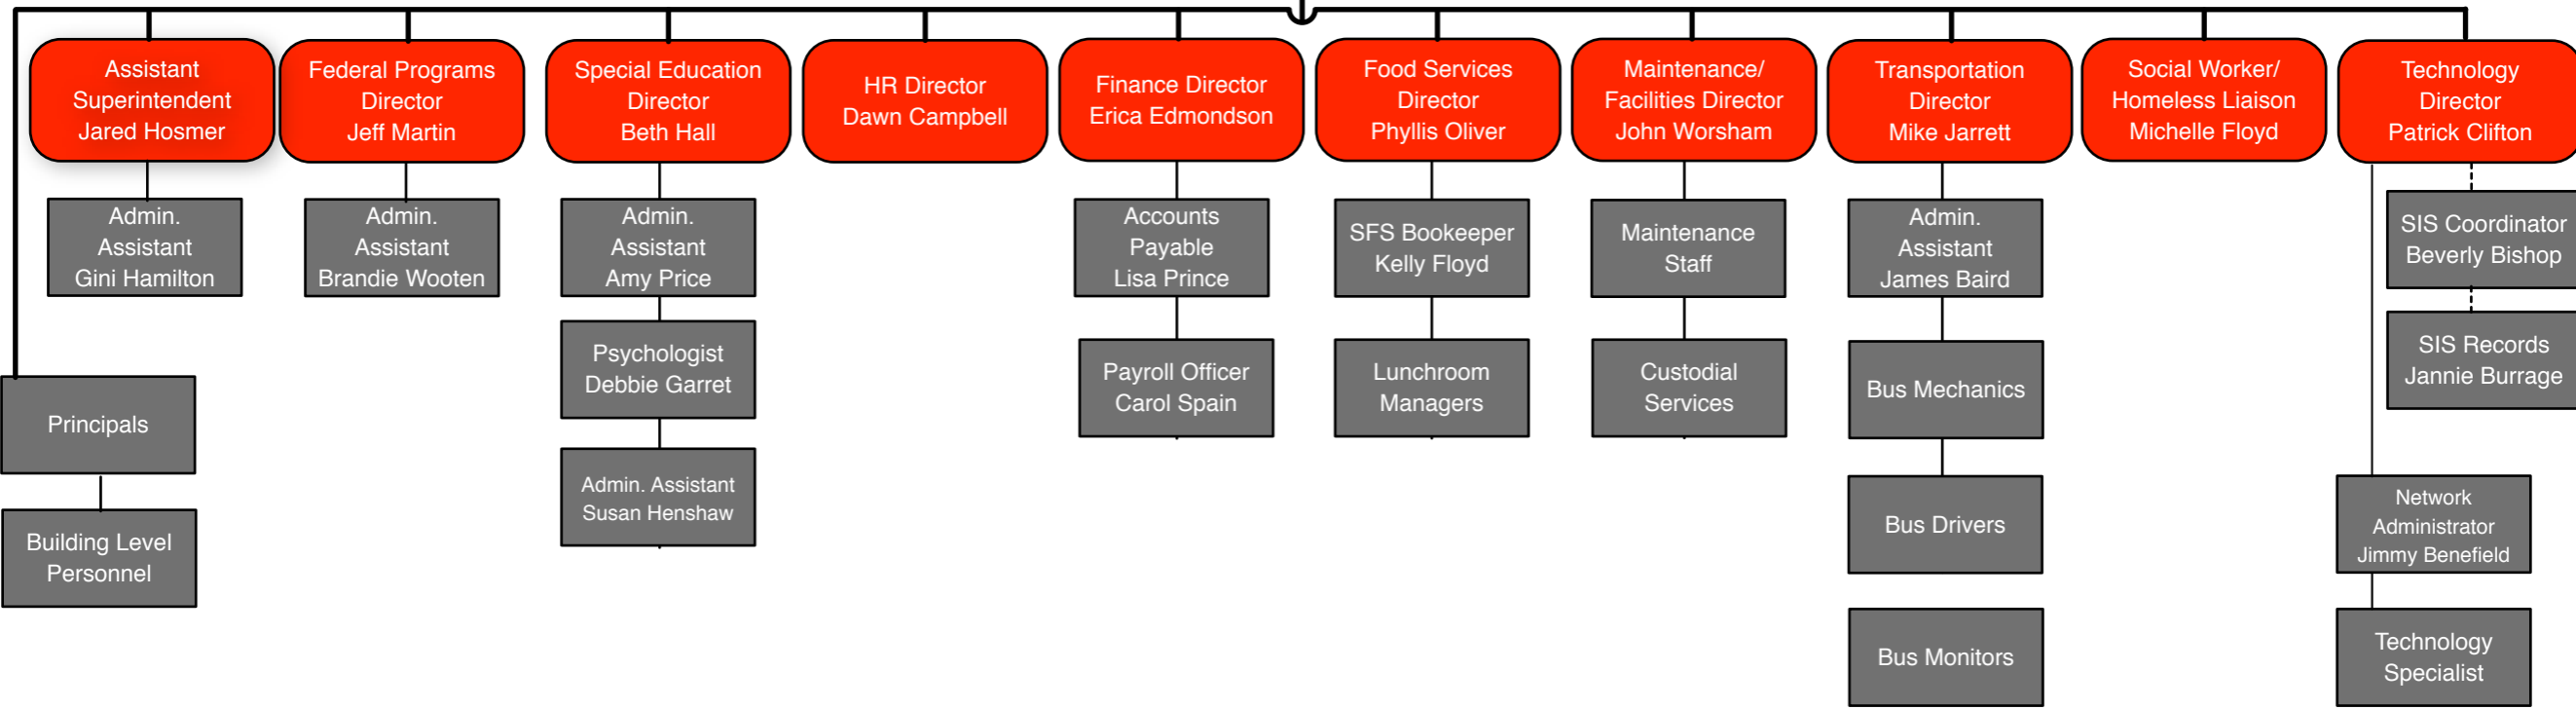 Assistant
Superintendent
Jared Hosmer
Federal Programs
Director
Jeff Martin
Special Education
Director
Beth Hall
HR Director
Dawn Campbell
Finance Director
Erica Edmondson
Food Services
Director
Phyllis Oliver
Maintenance/
Facilities Director
John Worsham
Transportation
Director
Mike Jarrett
Social Worker/
Homeless Liaison
Michelle Floyd
Technology
Director
Patrick Clifton
Admin.
Assistant
Gini Hamilton
Admin.
Assistant
Brandie Wooten
Admin.
Assistant
Amy Price
Accounts
Payable
Lisa Prince
SFS Bookeeper
Kelly Floyd
Maintenance
Staff
Admin.
Assistant
James Baird
SIS Coordinator
Beverly Bishop
Psychologist
Debbie Garret
Payroll Officer
Carol Spain
Lunchroom
Managers
Custodial
Services
Bus Mechanics
SIS Records
Jannie Burrage
Principals
Admin. Assistant
Susan Henshaw
Bus Drivers
Network
Administrator
Jimmy Benefield
Building Level
Personnel
Bus Monitors
Technology
Specialist